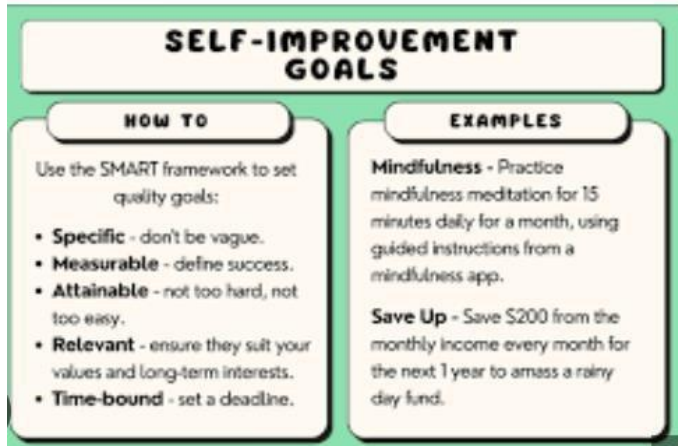 SELF-IMPROVEMENT
GOALS
HOW TO
Use the SMART framework to set
quality goals:
• Specific - don't be vague.
• Measurable - define success.
• Attainable - not too hard, not
too easy.
• Relevant - ensure they suit your
values and long-term interests.
• Time-bound - set a deadline.
EXAMPLES
Mindfulness - Practice
mindfulness meditation for 15
minutes daily for a month, using
guided instructions from a
mindfulness app.
Save Up - Save $200 from the
monthly income every month for
the next 1 year to amass a rainy
day fund.